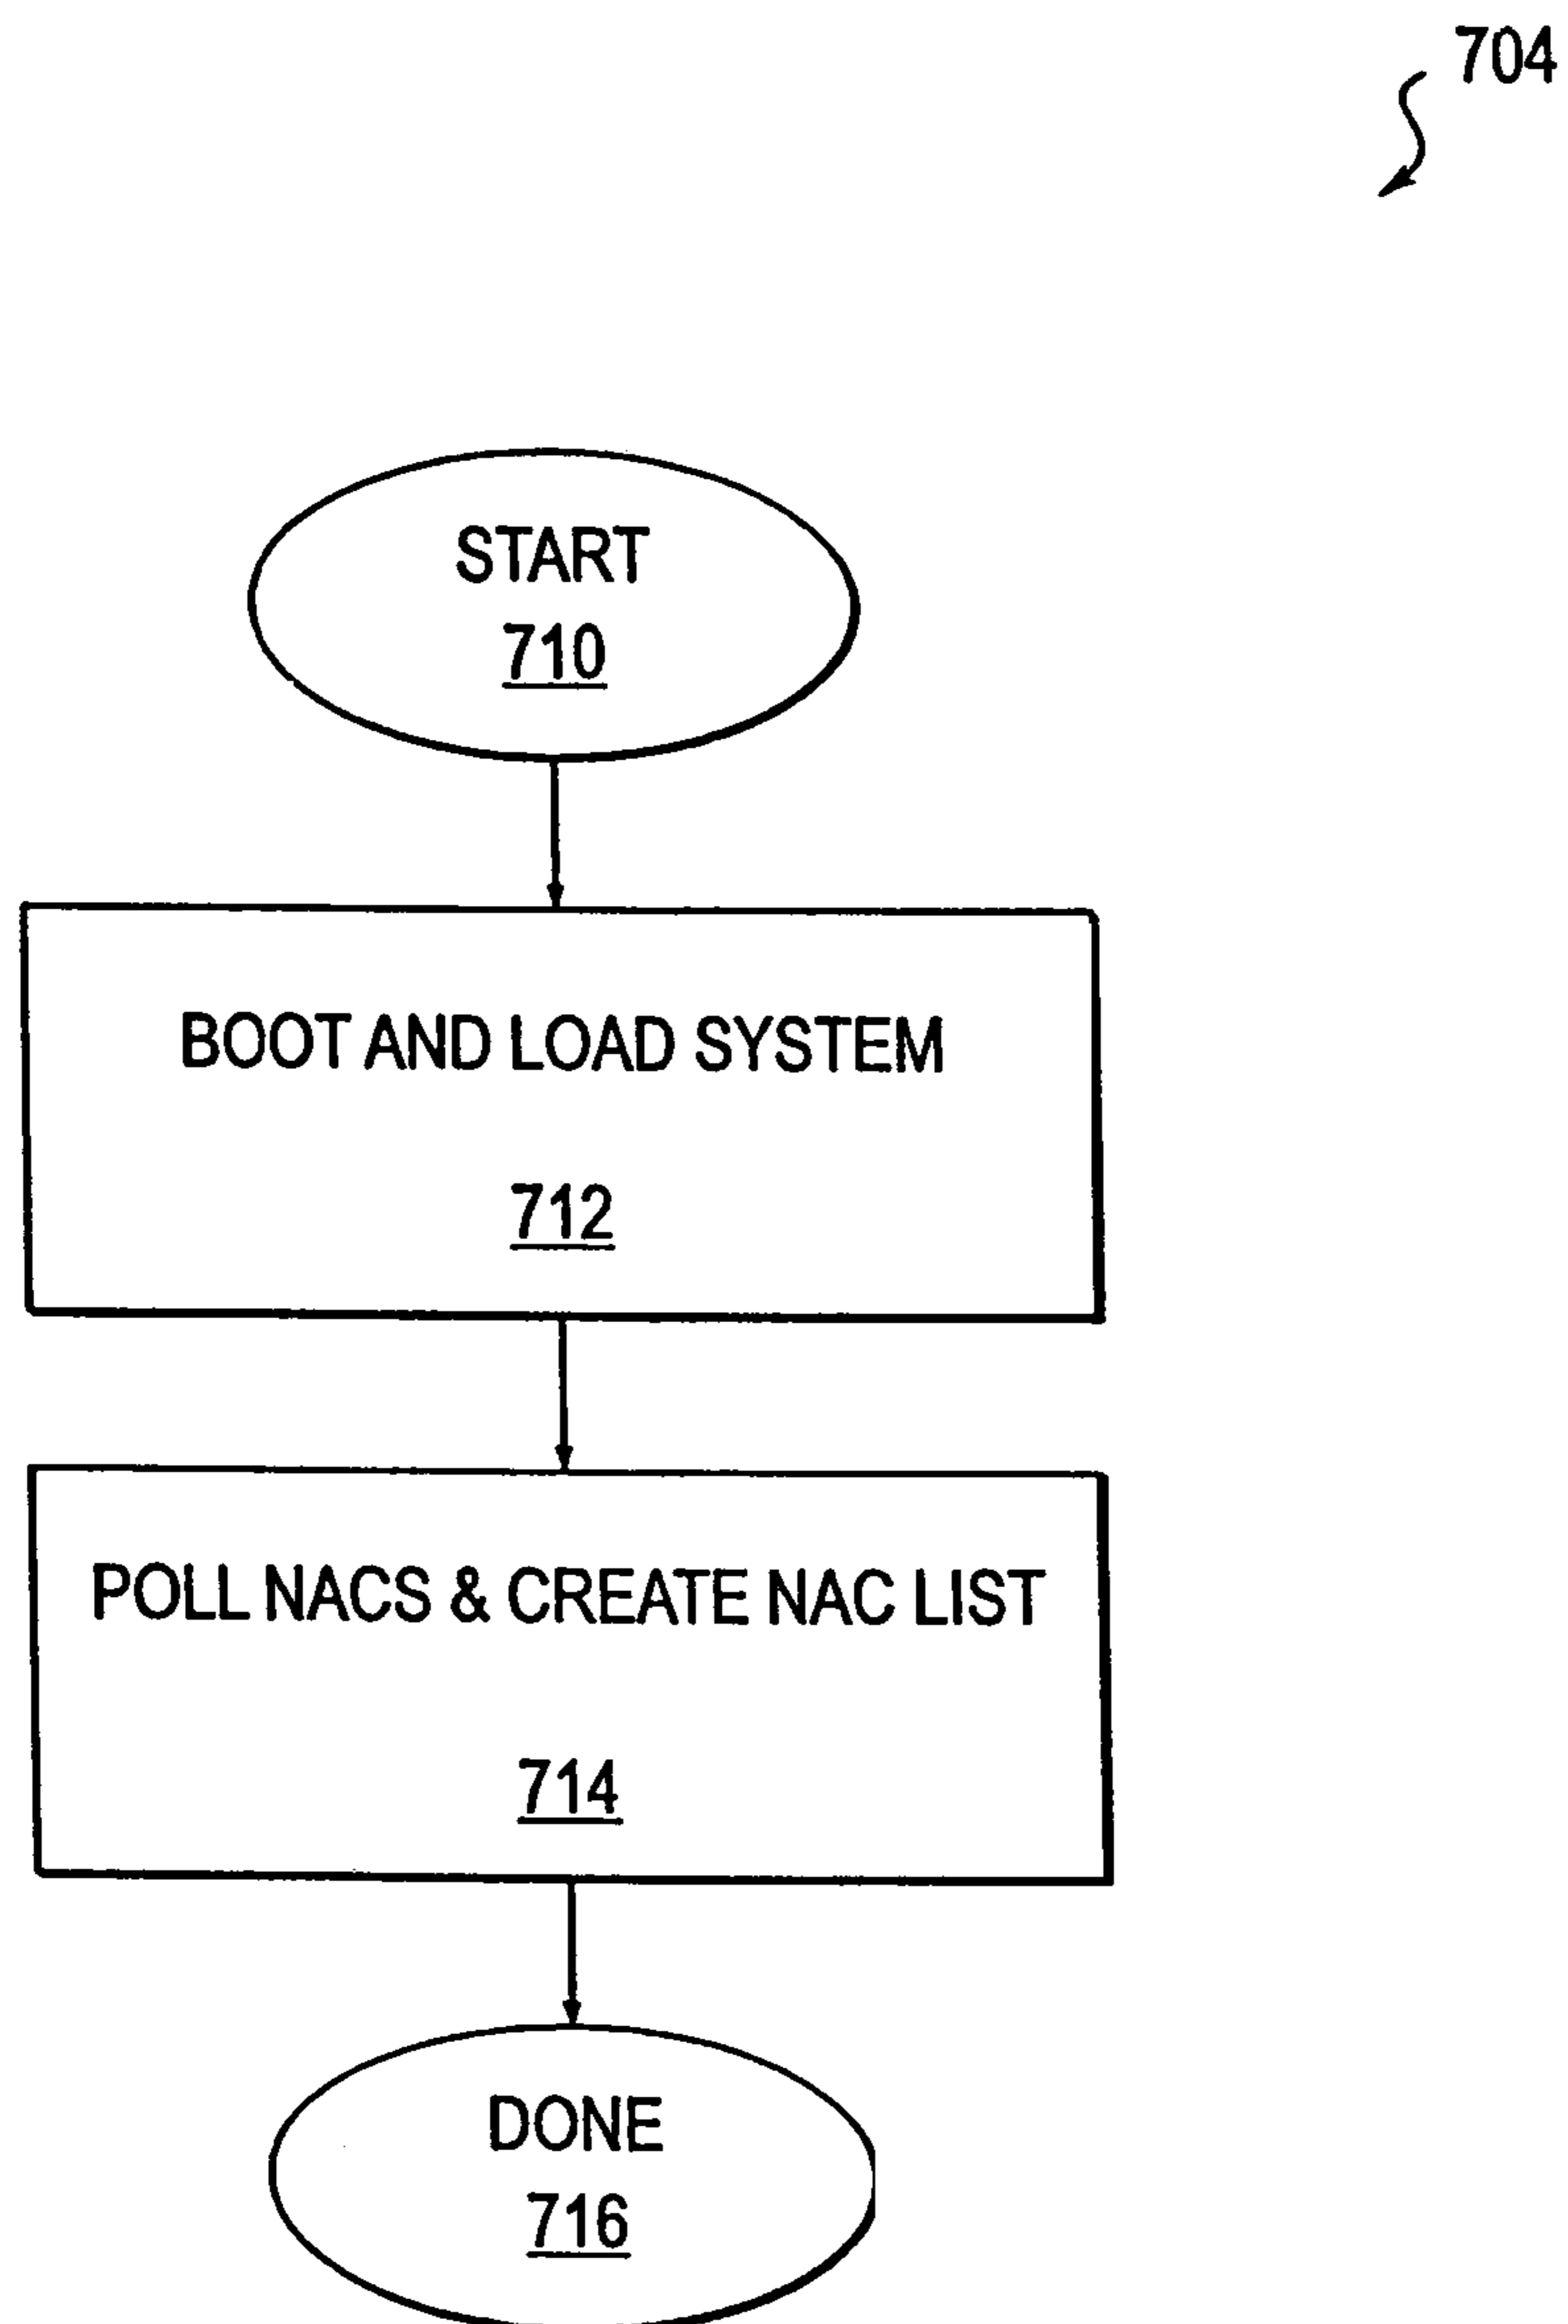 704
START
710
BOOT AND LOAD SYSTEM
712
POLL NACS & CREATE NAC LIST
714
DONE
716